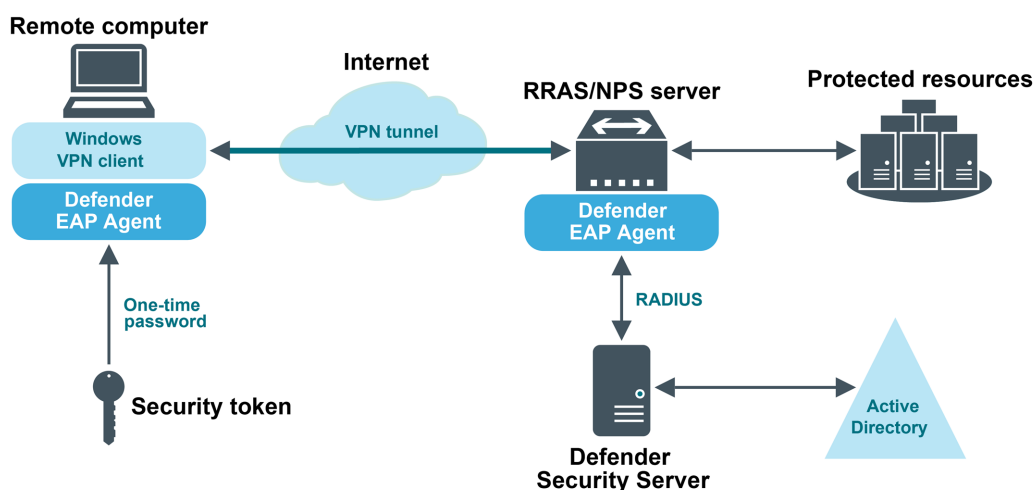 Remote computer
Internet
RRAS/NPS server
Protected resources
Windows
VPN client
VPN tunnel
Defender
EAP Agent
Defender
EAP Agent
One-time
password
RADIUS
Security token
Active
Directory
Defender
Security Server